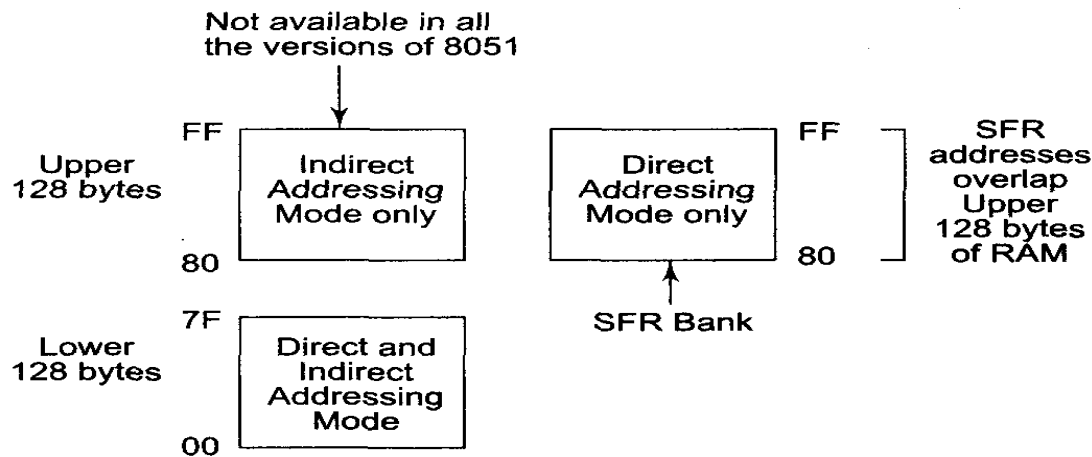 Not available in all
the versions of 8051
FF
Upper
128 bytes
Indirect
Addressing
Mode only
80
Direct
Addressing
Mode only
FF
80
SFR
addresses
overlap
Upper
128 bytes
of RAM
SFR Bank
7F
Lower
128 bytes
Direct and
Indirect
Addressing
Mode
00